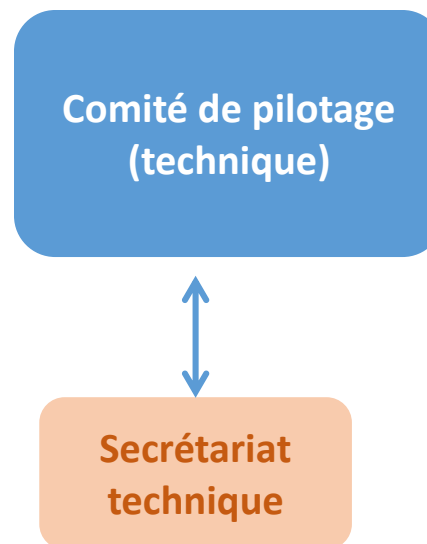 Comité de pilotage
(technique)
Secrétariat
technique